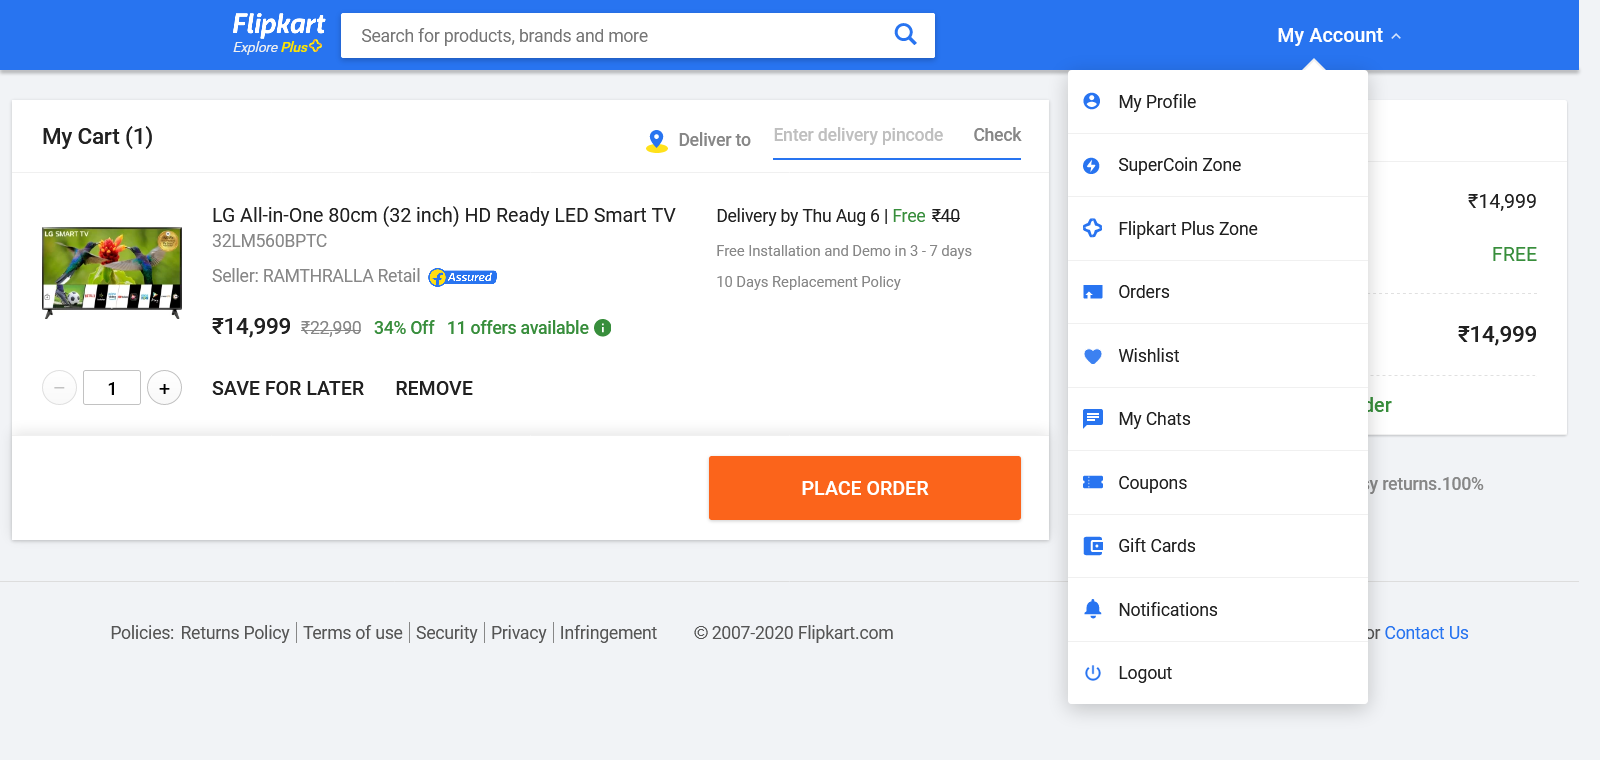 Flipkart
Explore Plus
Search for products, brands and more
My Account
My Cart (1)
Deliver to
Enter delivery pincode
Check
LG SMART TV
LG All-in-One 80cm (32 inch) HD Ready LED Smart TV
32LM560BPTC
Seller: RAMTHRALLA Retail
Assured
₹14,999 ₹22,990 34% Off 11 offers available
Delivery by Thu Aug 6 | Free ₹40
Free Installation and Demo in 3 - 7 days
10 Days Replacement Policy
1
SAVE FOR LATER
REMOVE
PLACE ORDER
My Profile
SuperCoin Zone
Flipkart Plus Zone
Orders
Wishlist
My Chats
Coupons
Gift Cards
Notifications
Logout
₹14,999
FREE
₹14,999
der
sy returns.100%
Policies: Returns Policy | Terms of use | Security | Privacy | Infringement
© 2007-2020 Flipkart.com
or Contact Us